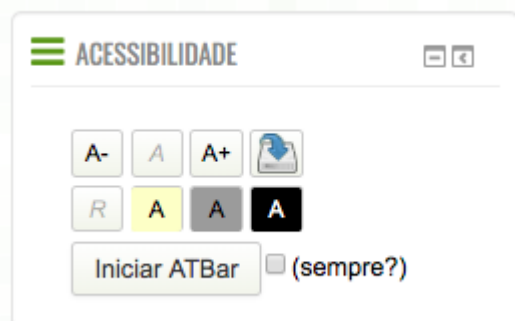 ACESSIBILIDADE
A- A A+
R A A A
Iniciar ATBar (sempre?)